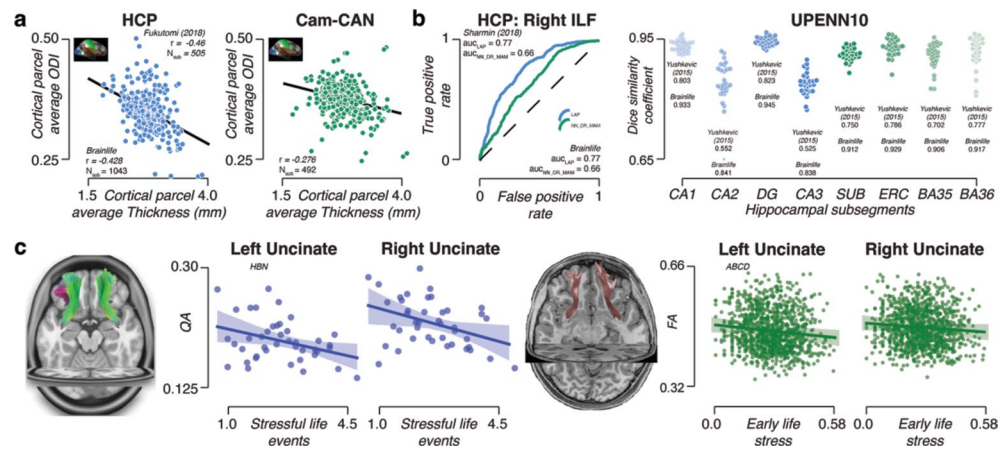 a
HCP
Fukutomi (2018)
r = -0.46
Nsub = 505
0.50
0.25
Cortical parcel
average ODI
Brainlife
r = -0.428
Nsub = 1043
1.5 Cortical parcel 4.0
average Thickness (mm)
Cam-CAN
0.50
0.25
Cortical parcel
average ODI
r = -0.276
Nsub = 492
1.5 Cortical parcel 4.0
average Thickness (mm)
b
HCP: Right ILF
Sharmin (2018)
aucLAP = 0.77
aucNN_DR_MAM = 0.66
1
0
True positive
rate
LAP
NN_DR_MAM
Brainlife
aucLAP = 0.77
aucNN_DR_MAM = 0.66
0 False positive 1
rate
UPENN10
0.95
0.65
Dice similarity
coefficient
Yushkevic
(2015)
0.803
Brainlife
0.933
Yushkevic
(2015)
0.552
Brainlife
0.841
Yushkevic
(2015)
0.823
Brainlife
0.945
Yushkevic
(2015)
0.525
Brainlife
0.838
Yushkevic
(2015)
0.750
Brainlife
0.912
Yushkevic
(2015)
0.786
Brainlife
0.929
Yushkevic
(2015)
0.702
Brainlife
0.906
Yushkevic
(2015)
0.777
Brainlife
0.917
CA1 CA2 DG CA3 SUB ERC BA35 BA36
Hippocampal subsegments
c
Left Uncinate
HBN
0.30
QA
0.125
1.0 Stressful life 4.5
events
Right Uncinate
1.0 Stressful life 4.5
events
Left Uncinate
ABCD
0.66
FA
0.32
0.0 Early life 0.58
stress
Right Uncinate
0.0 Early life 0.58
stress